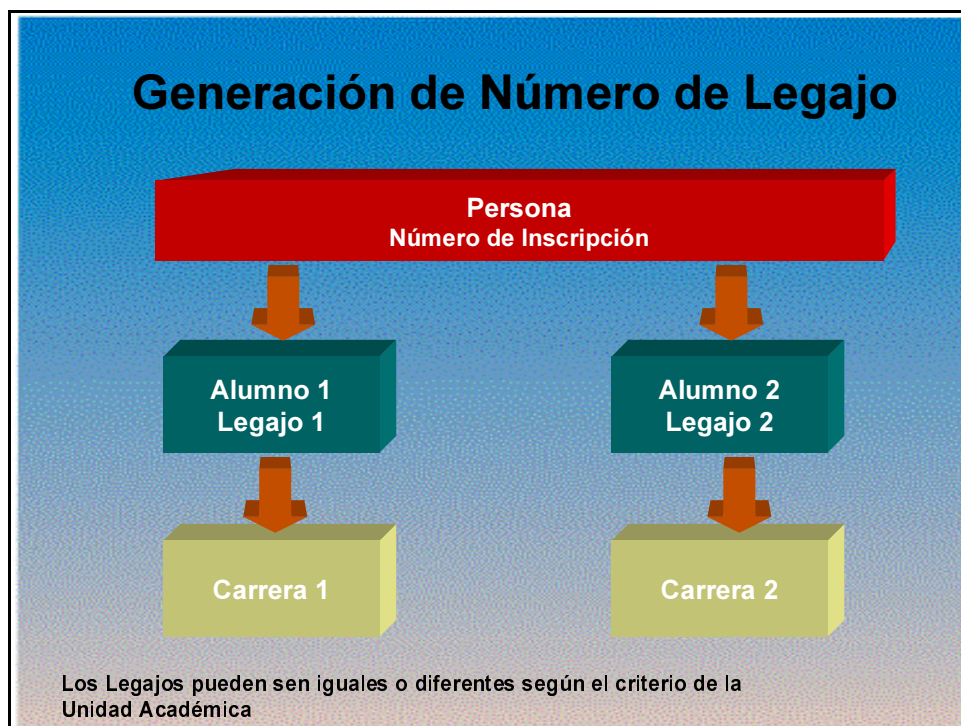 Generación de Número de Legajo
Persona
Número de Inscripción
Alumno 1
Legajo 1
Alumno 2
Legajo 2
Carrera 1
Carrera 2
Los Legajos pueden sen iguales o diferentes según el criterio de la
Unidad Académica